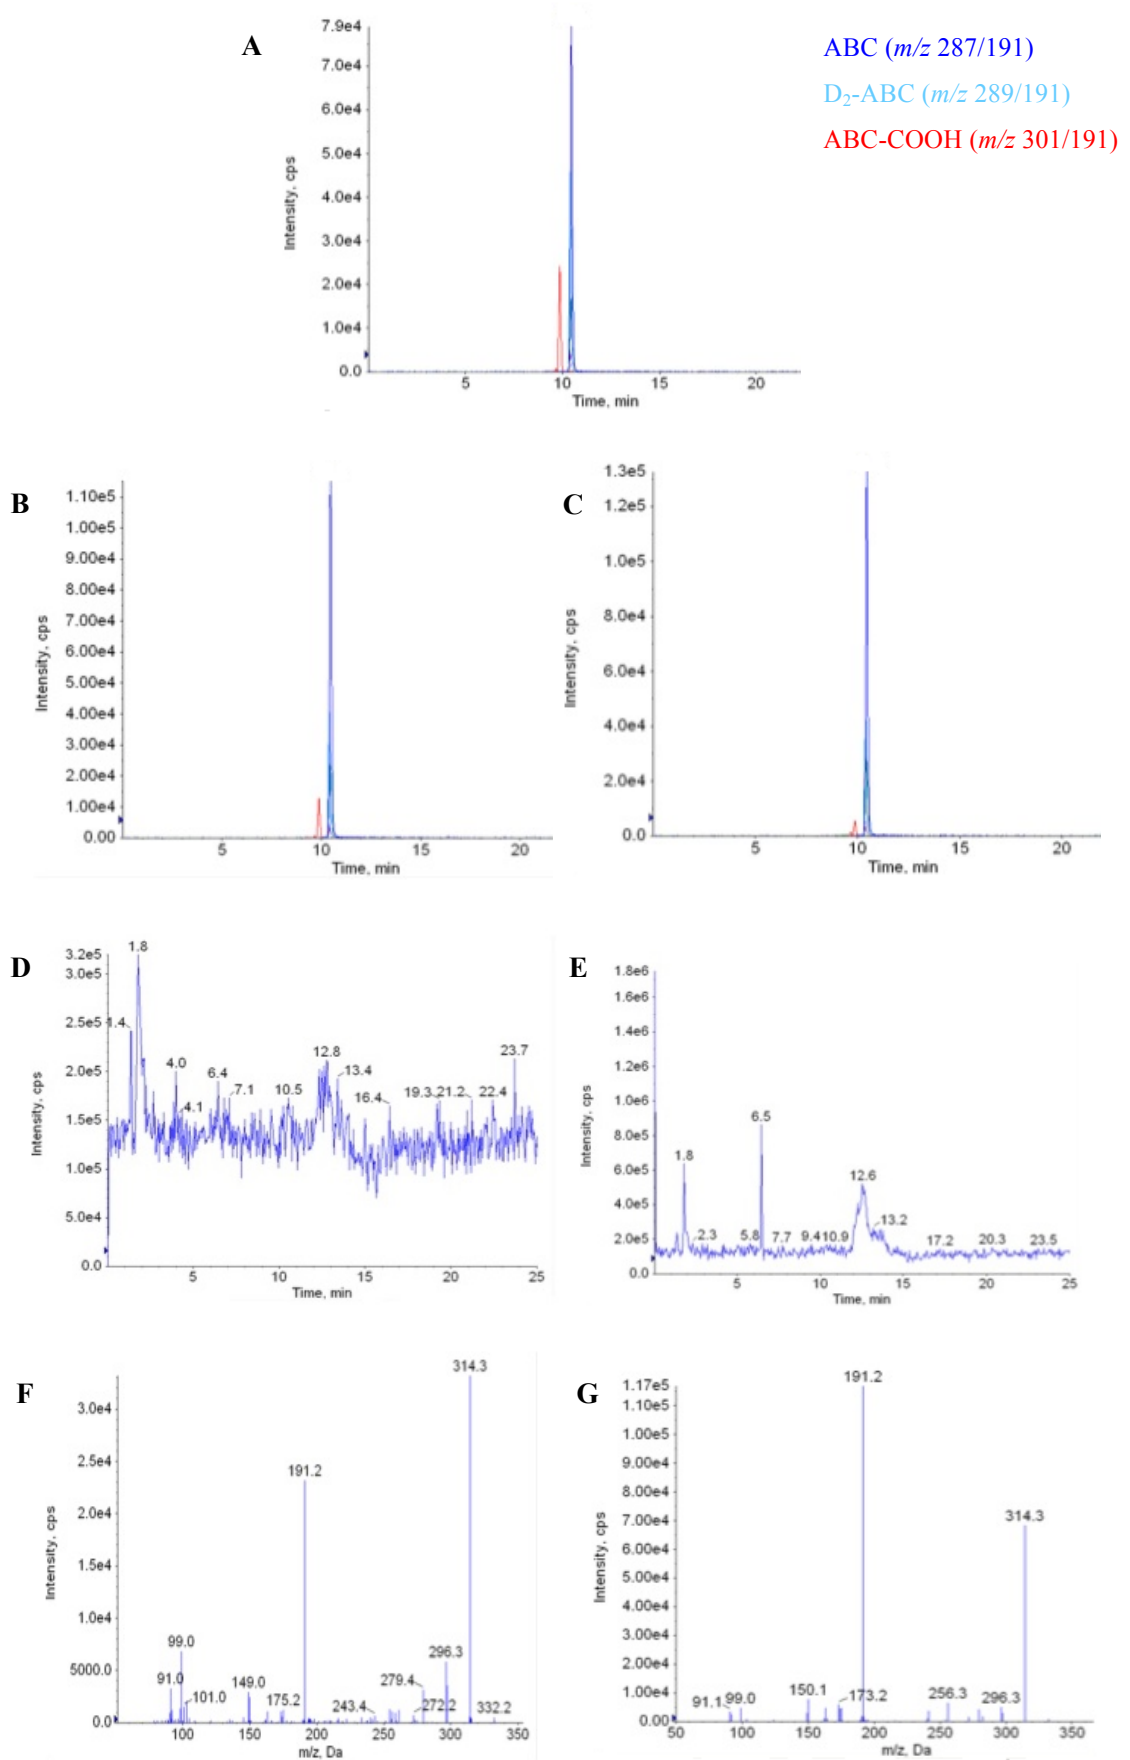 A
ABC (m/z 287/191)
D₂-ABC (m/z 289/191)
ABC-COOH (m/z 301/191)
7.9e4
7.0e4
6.0e4
5.0e4
4.0e4
3.0e4
2.0e4
1.0e4
0.0
Intensity, cps
5 10 15 20
Time, min
B
1.10e5
1.00e5
9.00e4
8.00e4
7.00e4
6.00e4
5.00e4
4.00e4
3.00e4
2.00e4
1.00e4
0.00
Intensity, cps
5 10 15 20
Time, min
C
1.3e5
1.2e5
1.0e5
8.0e4
6.0e4
4.0e4
2.0e4
0.0
Intensity, cps
5 10 15 20
Time, min
D
3.2e5
3.0e5
2.5e5
2.0e5
1.5e5
1.0e5
5.0e4
0.0
Intensity, cps
1.8
1.4
4.0
4.1
6.4
7.1
10.5
12.8
13.4
16.4
19.3
21.2
22.4
23.7
5 10 15 20 25
Time, min
E
1.8e6
1.6e6
1.4e6
1.2e6
1.0e6
8.0e5
6.0e5
4.0e5
2.0e5
0.0
Intensity, cps
1.8
2.3
5.8
6.5
7.7
9.4
10.9
12.6
13.2
17.2
20.3
23.5
5 10 15 20 25
Time, min
F
3.0e4
2.5e4
2.0e4
1.5e4
1.0e4
5000.0
0.0
Intensity, cps
314.3
191.2
99.0
91.0
101.0
149.0
175.2
243.4
279.4
272.2
296.3
332.2
100 150 200 250 300 350
m/z, Da
G
1.17e5
1.10e5
1.00e5
9.00e4
8.00e4
7.00e4
6.00e4
5.00e4
4.00e4
3.00e4
2.00e4
1.00e4
0.00
Intensity, cps
191.2
314.3
91.1
99.0
150.1
173.2
256.3
296.3
50 100 150 200 250 300 350
m/z, Da